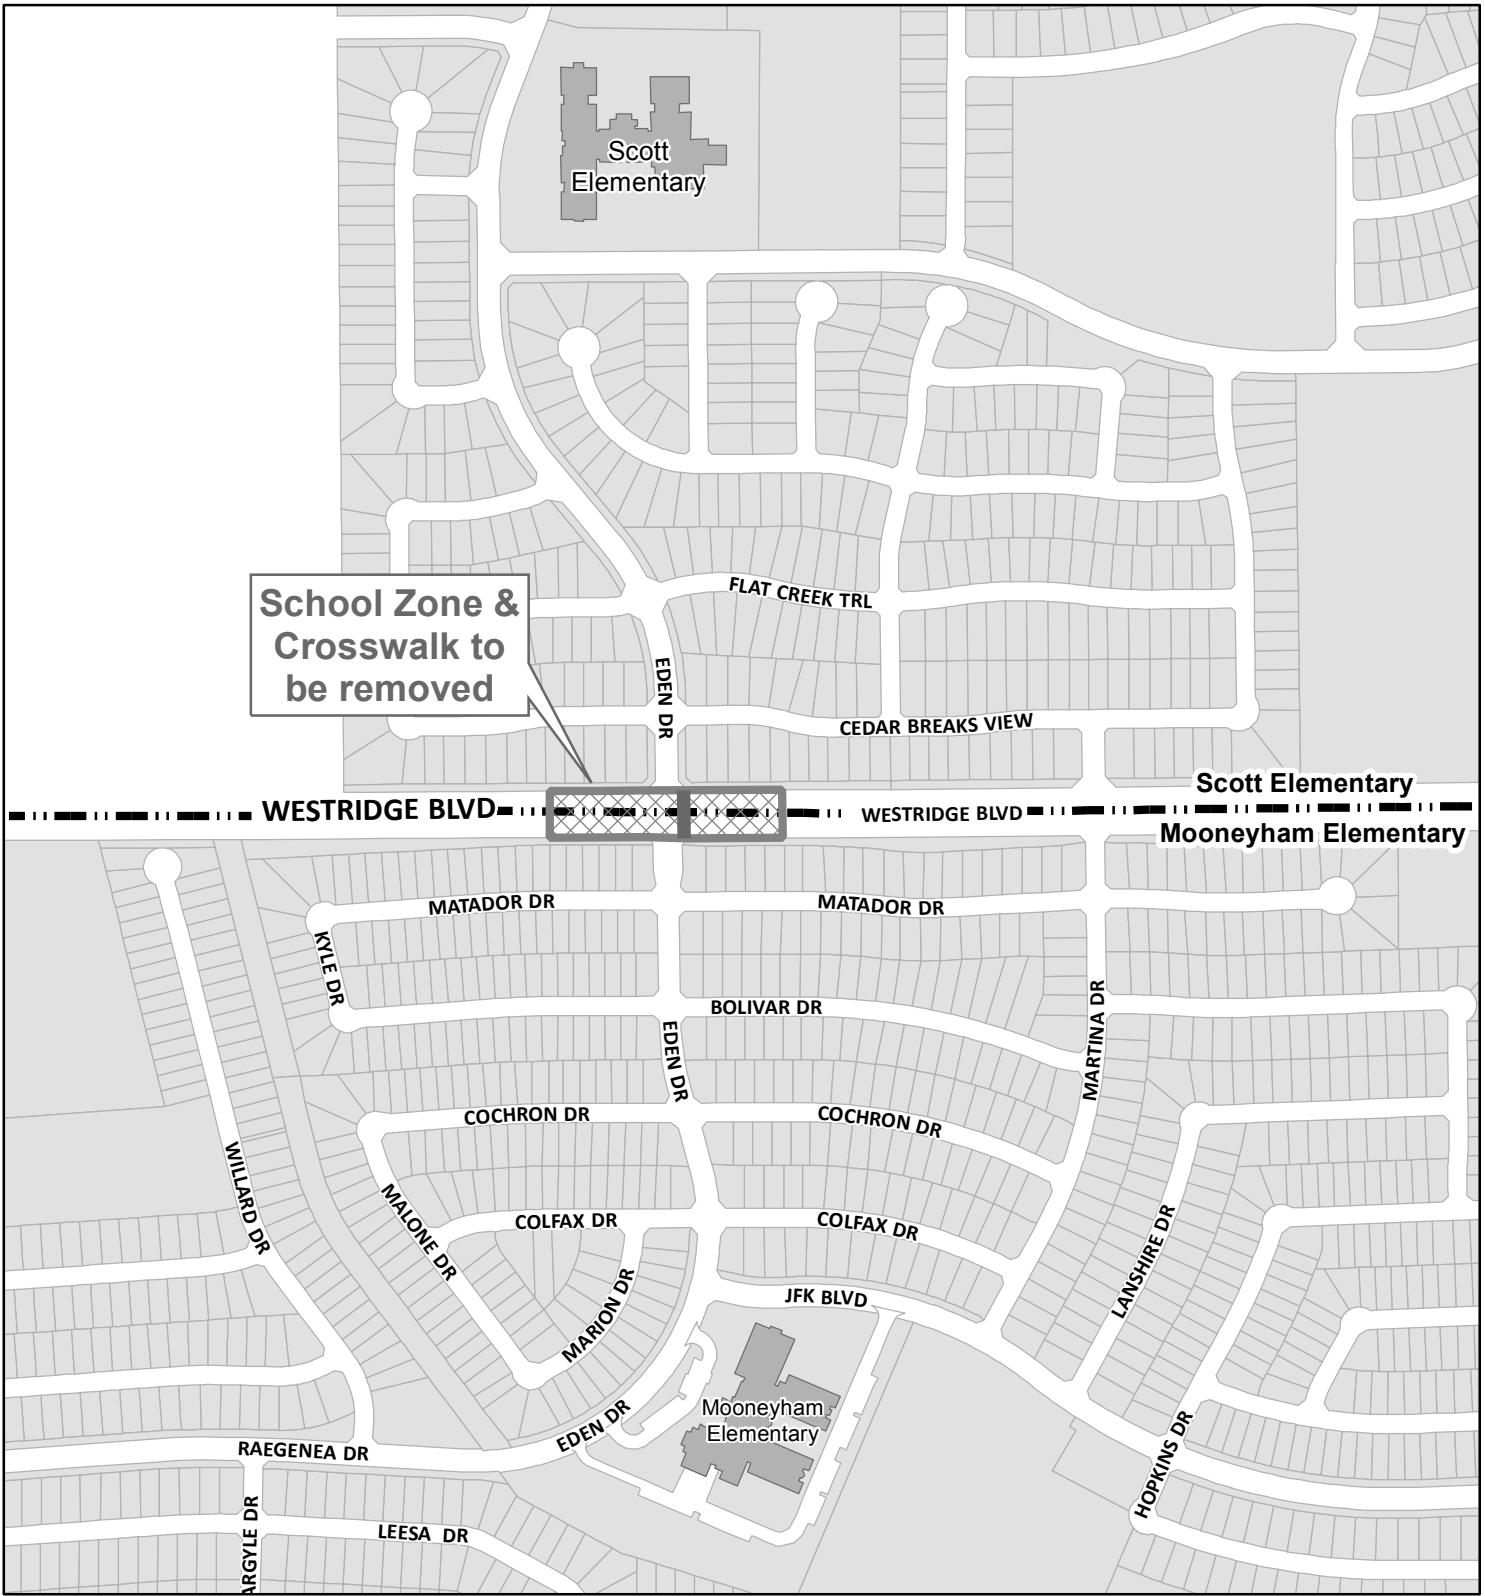 Scott
Elementary
FLAT CREEK TRL
School Zone &
Crosswalk to
be removed
EDEN DR
CEDAR BREAKS VIEW
Scott Elementary
WESTRIDGE BLVD
WESTRIDGE BLVD
Mooneyham Elementary
MATADOR DR
MATADOR DR
KYLE DR
BOLIVAR DR
MARTINA DR
EDEN DR
COCHRON DR
COCHRON DR
WILLARD DR
MALONE DR
COLFAX DR
COLFAX DR
LANSHIRE DR
MARION DR
JFK BLVD
Mooneyham
Elementary
EDEN DR
RAEGENEA DR
HOPKINS DR
ARGYLE DR
LEESA DR